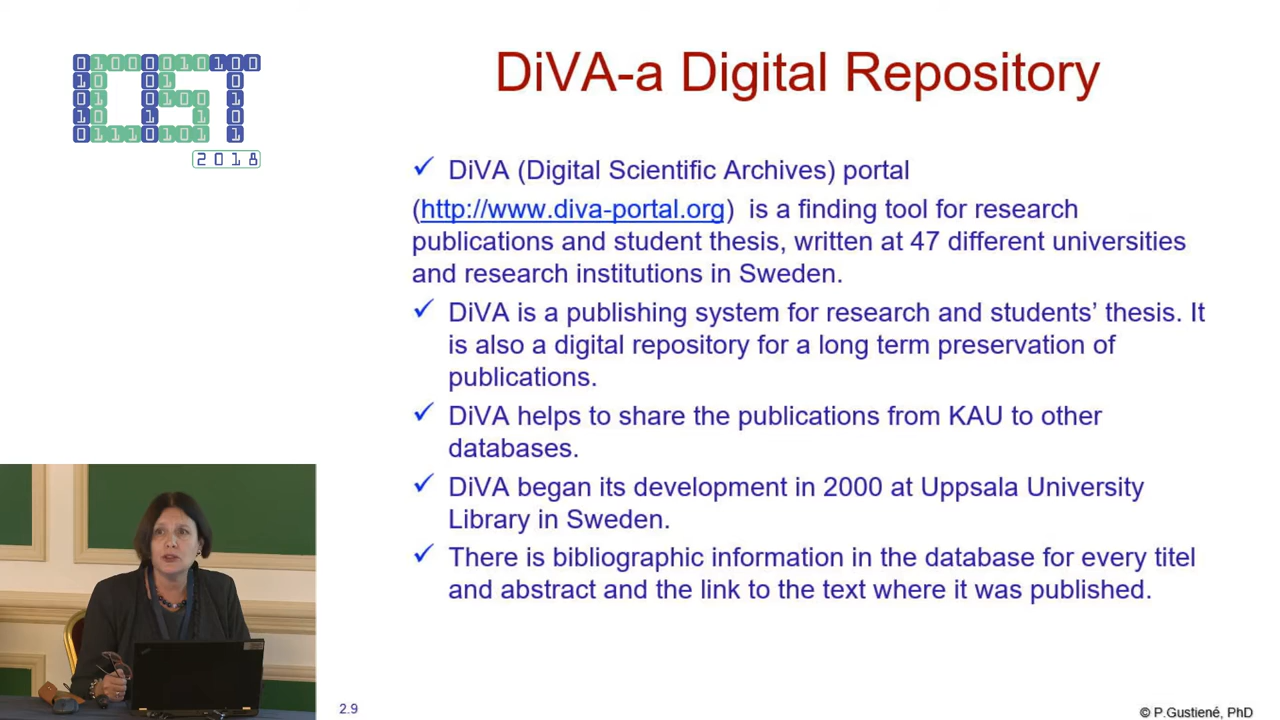 DiVA-a Digital Repository
2018
✓ DiVA (Digital Scientific Archives) portal
(http://www.diva-portal.org) is a finding tool for research
publications and student thesis, written at 47 different universities
and research institutions in Sweden.
✓ DiVA is a publishing system for research and students’ thesis. It
is also a digital repository for a long term preservation of
publications.
✓ DiVA helps to share the publications from KAU to other
databases.
✓ DiVA began its development in 2000 at Uppsala University
Library in Sweden.
✓ There is bibliographic information in the database for every titel
and abstract and the link to the text where it was published.
2.9
© P.Gustiené, PhD